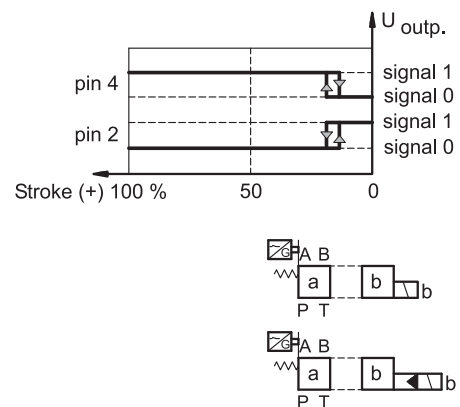 U outp.
pin 4
signal 1
signal 0
pin 2
signal 1
signal 0
Stroke (+) 100 % 50 0
G A B
a b b
P T
G A B
a b b
P T